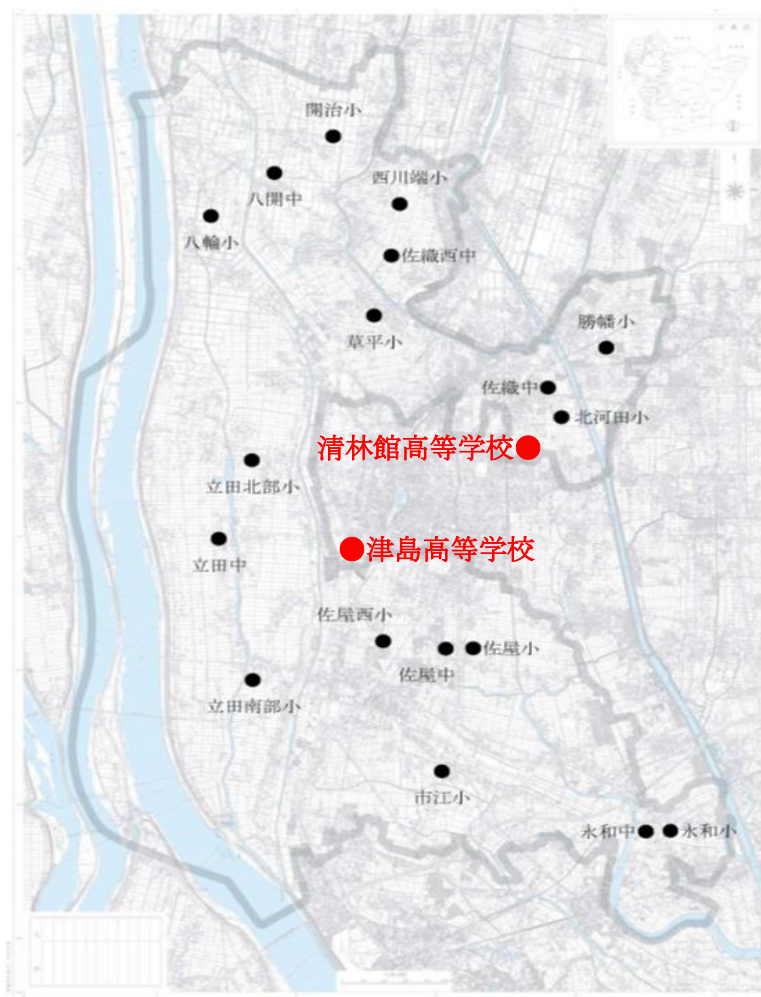 開治小
八開中
西川端小
八輪小
佐織西中
勝幡小
草平小
佐織中
北河田小
清林館高等学校
立田北部小
津島高等学校
立田中
佐屋西小
佐屋小
佐屋中
立田南部小
市江小
永和中
永和小